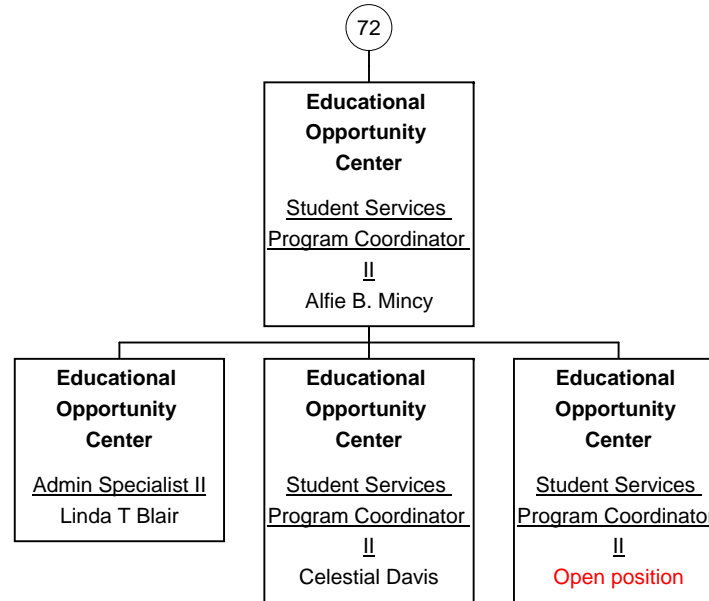 72
Educational
Opportunity
Center
Student Services
Program Coordinator
II
Alfie B. Mincy
Educational
Opportunity
Center
Admin Specialist II
Linda T Blair
Educational
Opportunity
Center
Student Services
Program Coordinator
II
Celestial Davis
Educational
Opportunity
Center
Student Services
Program Coordinator
II
Open position